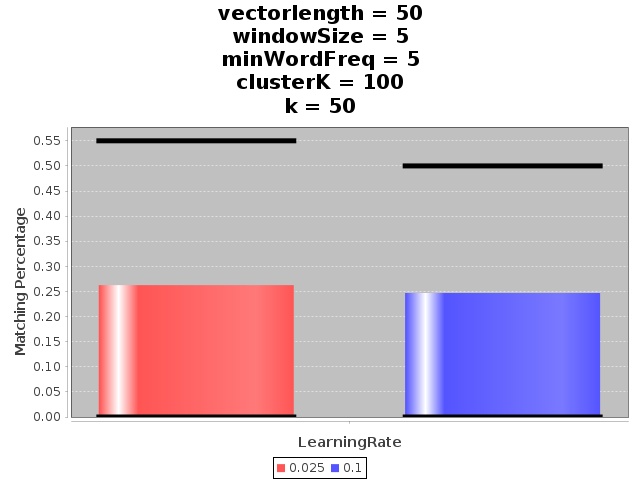 vectorlength = 50
windowSize = 5
minWordFreq = 5
clusterK = 100
k = 50
0.55
0.50
0.45
0.40
0.35
0.30
0.25
0.20
0.15
0.10
0.05
0.00
Matching Percentage
LearningRate
0.025 0.1